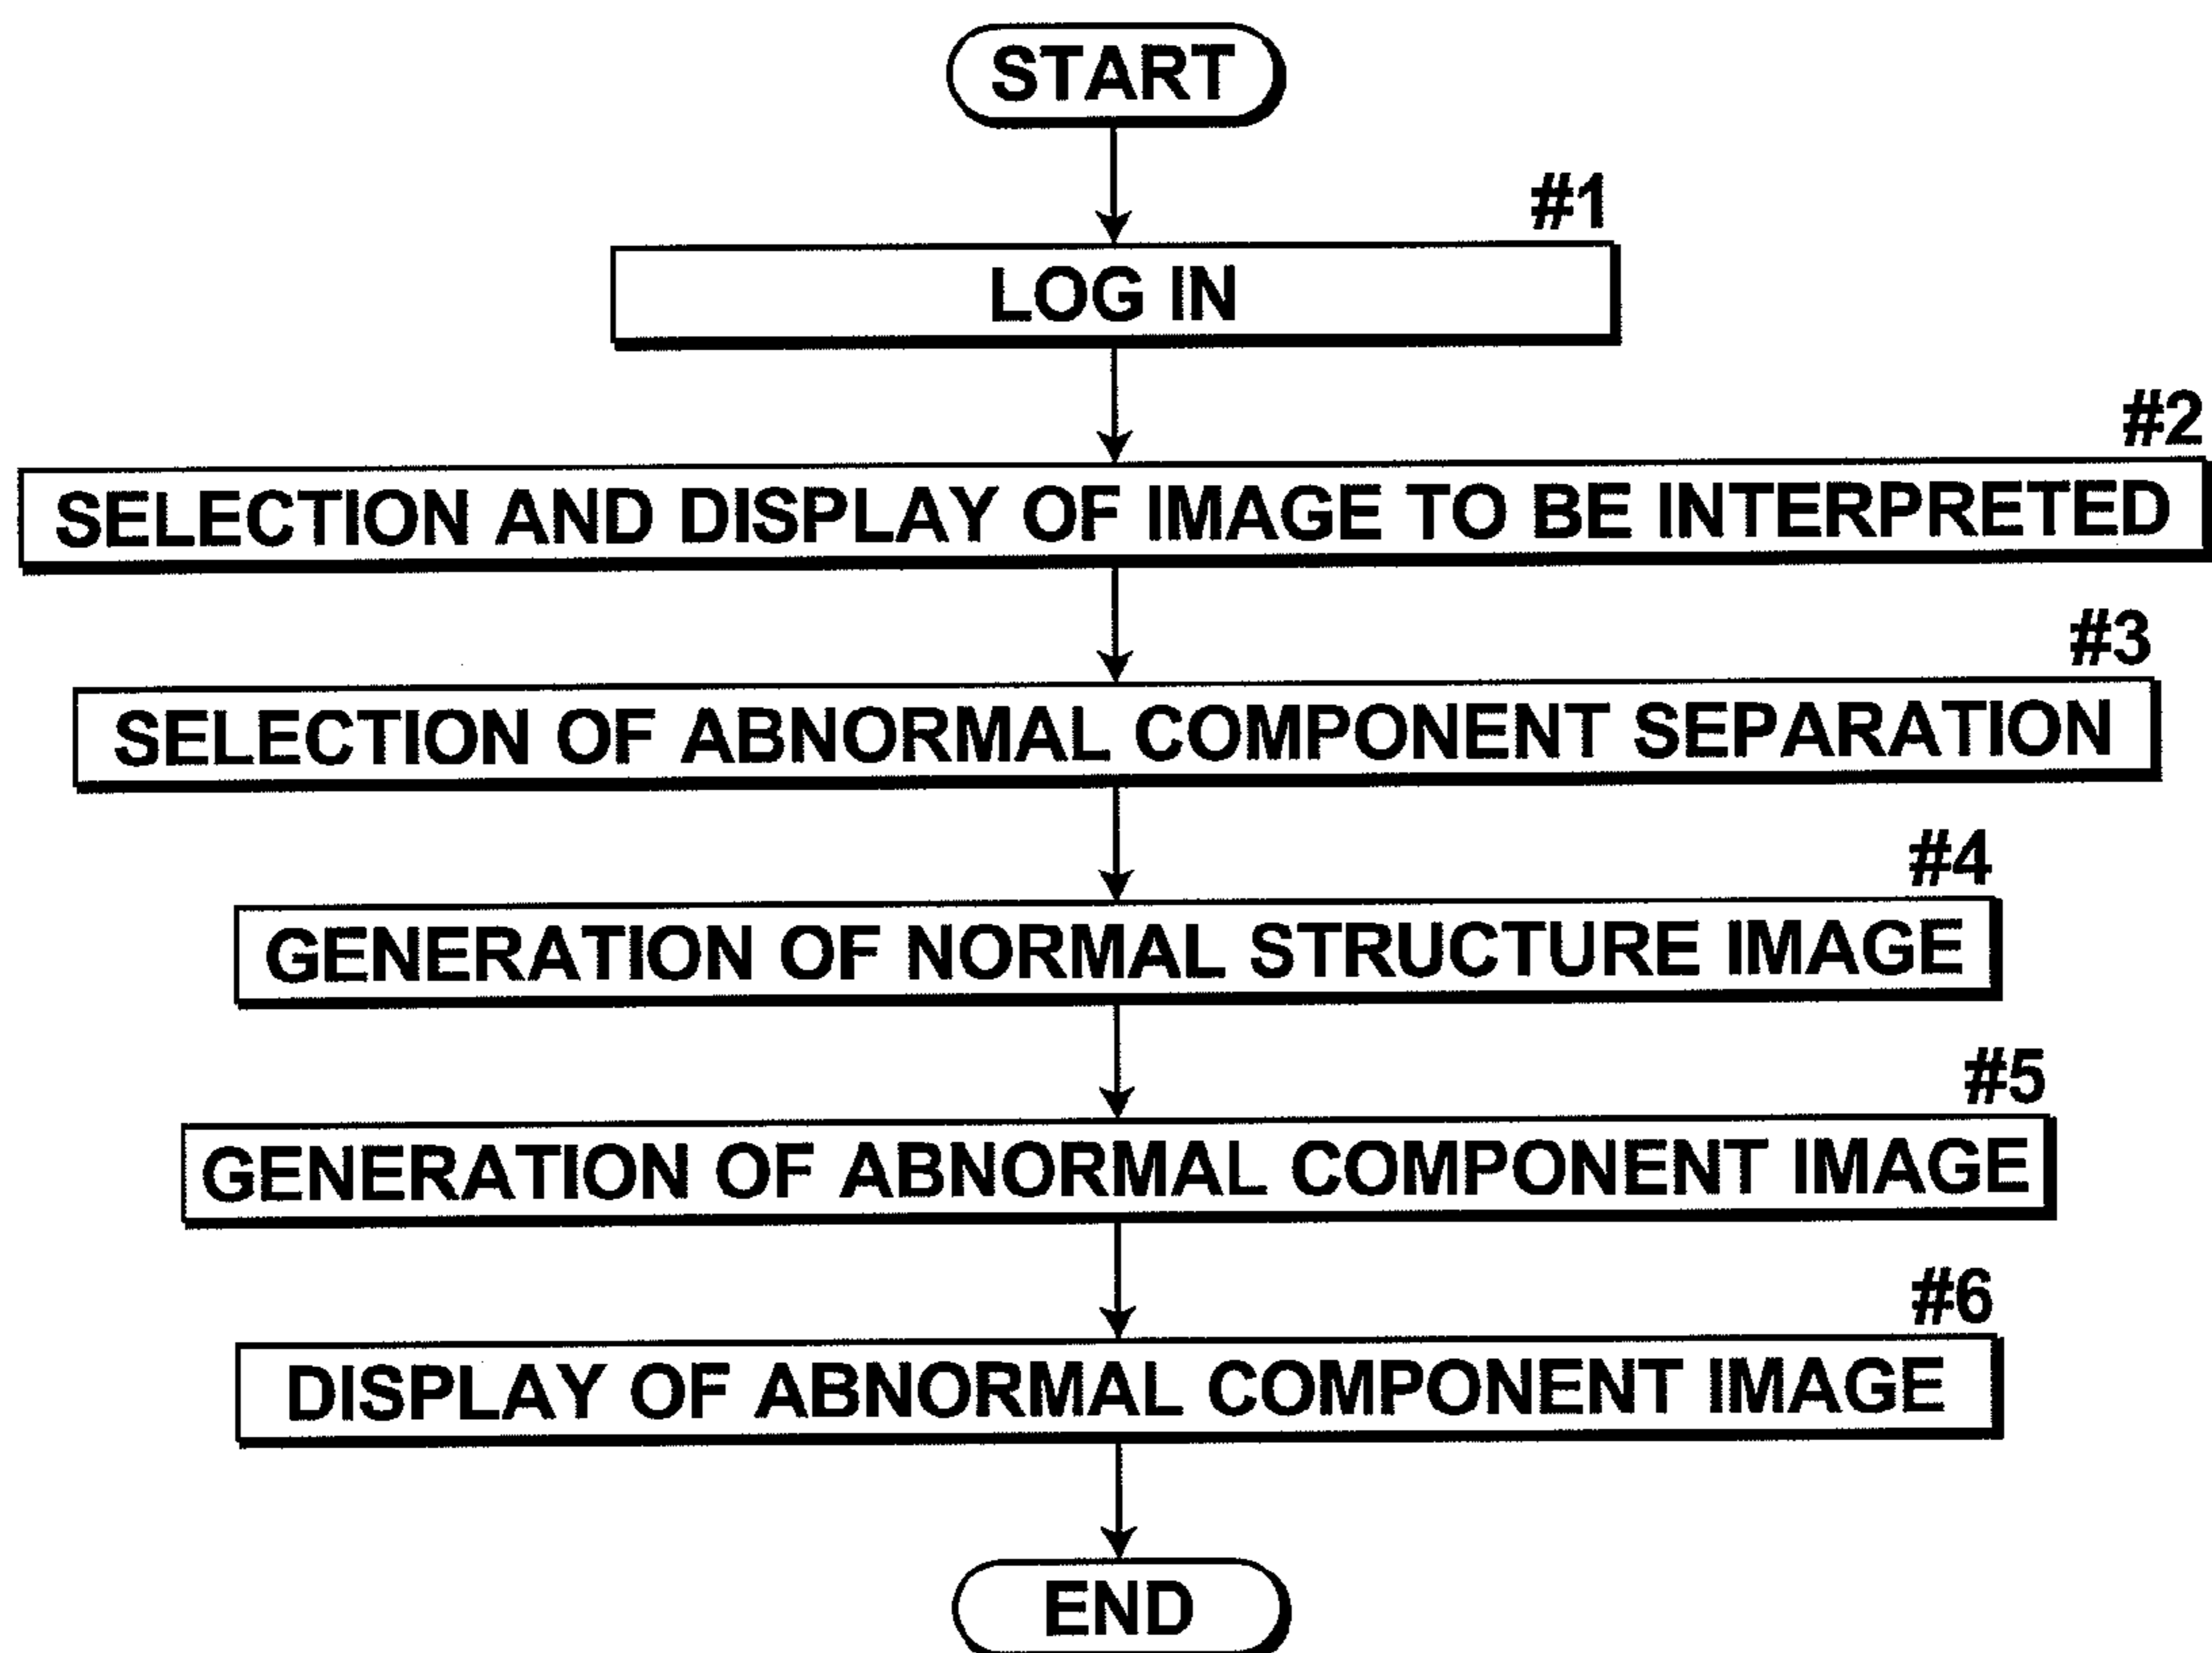 START
#1
LOG IN
#2
SELECTION AND DISPLAY OF IMAGE TO BE INTERPRETED
#3
SELECTION OF ABNORMAL COMPONENT SEPARATION
#4
GENERATION OF NORMAL STRUCTURE IMAGE
#5
GENERATION OF ABNORMAL COMPONENT IMAGE
#6
DISPLAY OF ABNORMAL COMPONENT IMAGE
END